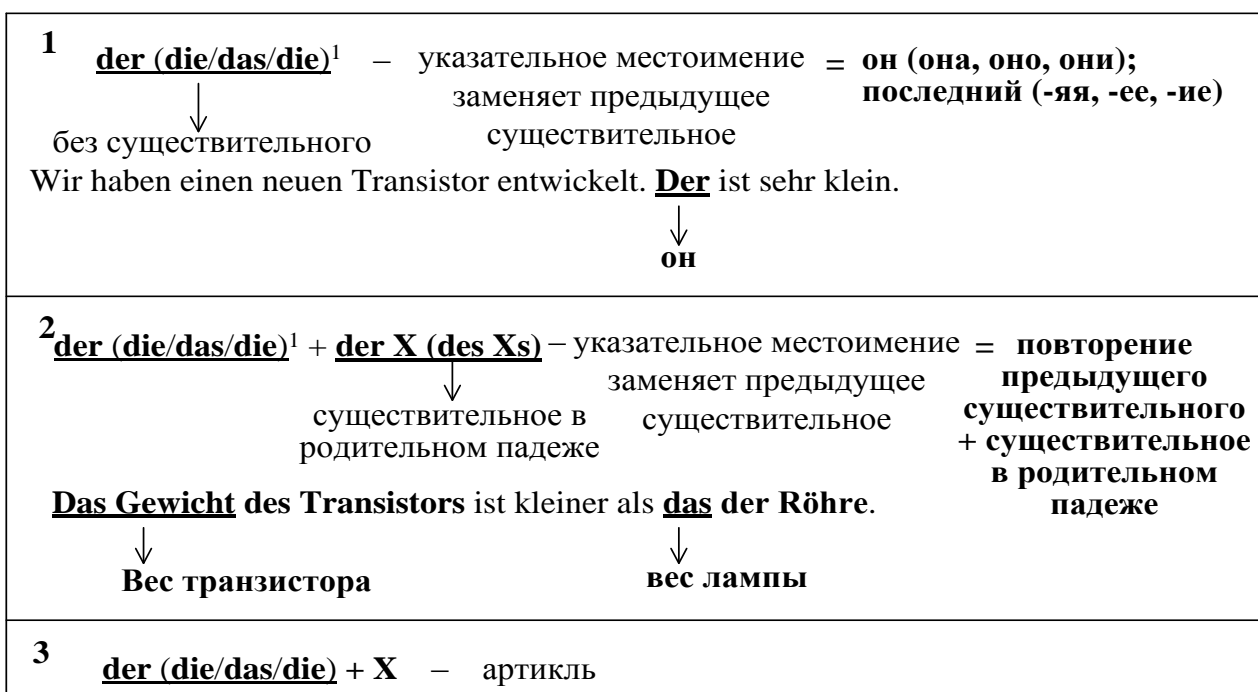 1 der (die/das/die)¹ – указательное местоимение = он (она, оно, они);
заменяет предыдущее последний (-яя, -ее, -ие)
существительное
без существительного
Wir haben einen neuen Transistor entwickelt. Der ist sehr klein.
он
2 der (die/das/die)¹ + der X (des Xs) – указательное местоимение = повторение
заменяет предыдущее предыдущего
существительное в существительное существительного
родительном падеже + существительное
в родительном
Das Gewicht des Transistors ist kleiner als das der Röhre. падеже
Вес транзистора вес лампы
3 der (die/das/die) + X – артикль